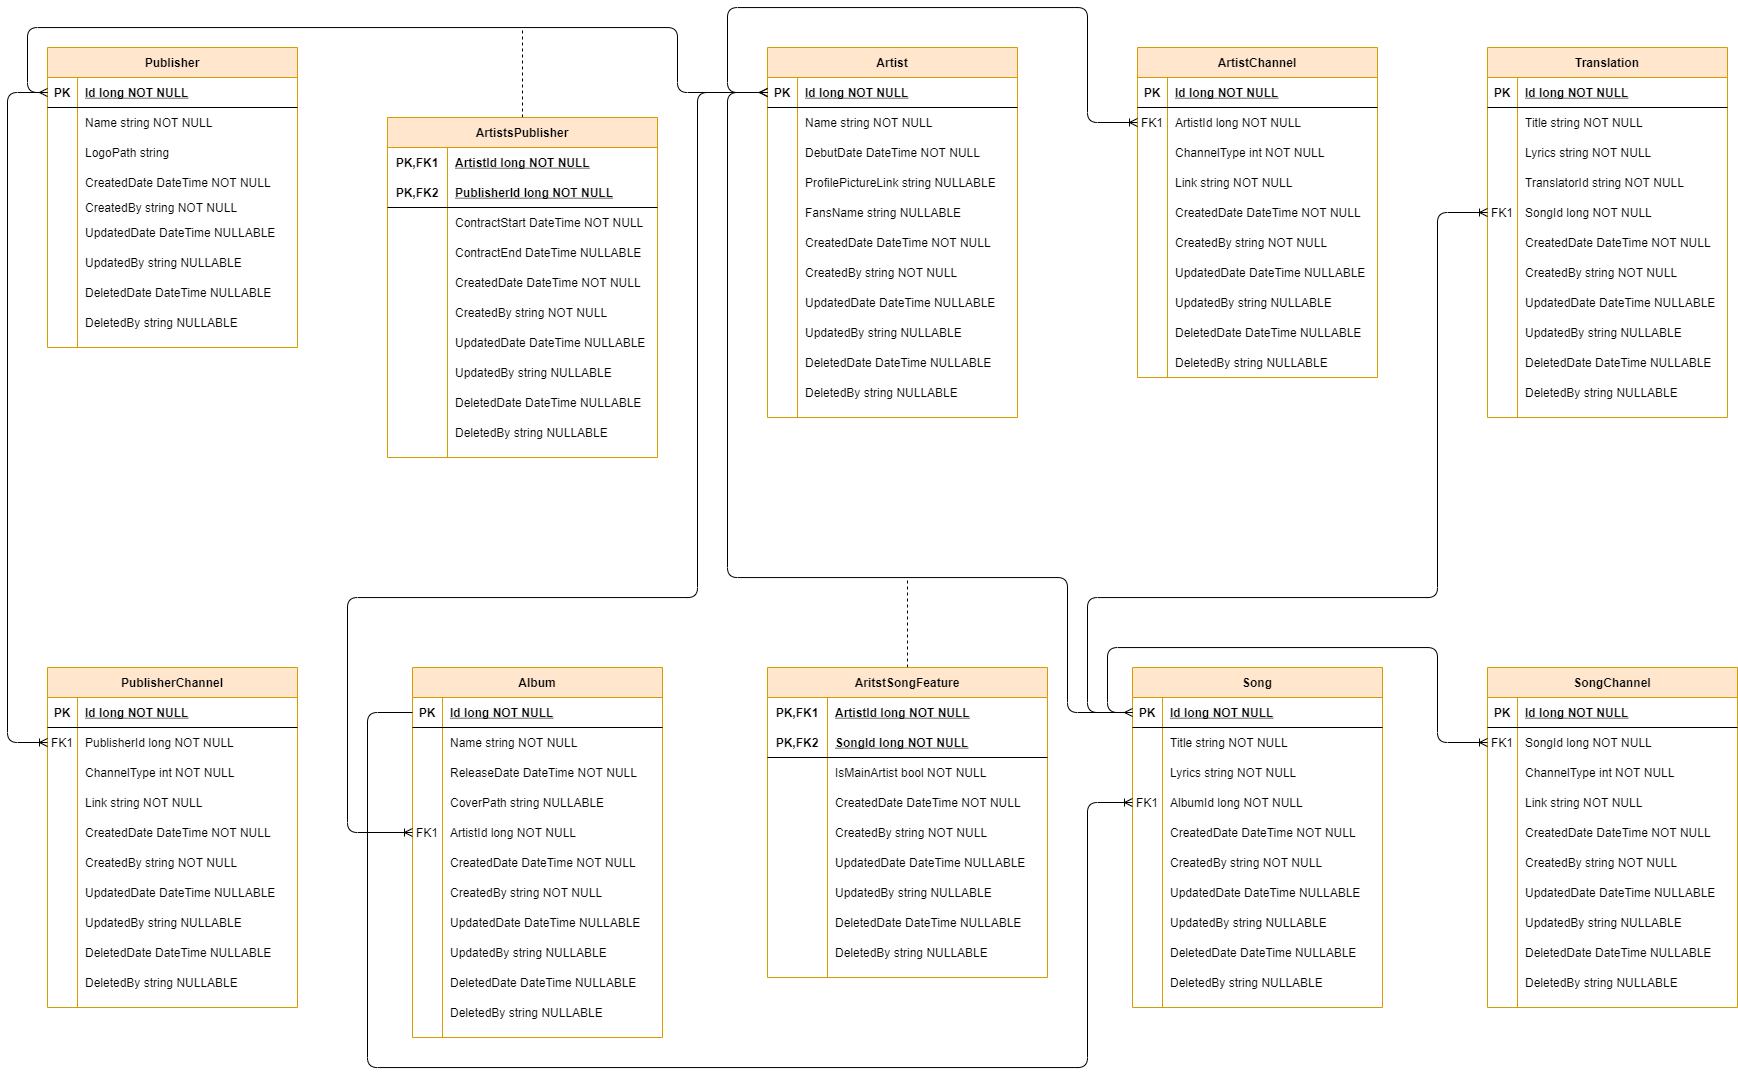 Publisher
PK Id long NOT NULL
Name string NOT NULL
LogoPath string
CreatedDate DateTime NOT NULL
CreatedBy string NOT NULL
UpdatedDate DateTime NULLABLE
UpdatedBy string NULLABLE
DeletedDate DateTime NULLABLE
DeletedBy string NULLABLE
ArtistsPublisher
PK,FK1 ArtistId long NOT NULL
PK,FK2 PublisherId long NOT NULL
ContractStart DateTime NOT NULL
ContractEnd DateTime NULLABLE
CreatedDate DateTime NOT NULL
CreatedBy string NOT NULL
UpdatedDate DateTime NULLABLE
UpdatedBy string NULLABLE
DeletedDate DateTime NULLABLE
DeletedBy string NULLABLE
Artist
PK Id long NOT NULL
Name string NOT NULL
DebutDate DateTime NOT NULL
ProfilePictureLink string NULLABLE
FansName string NULLABLE
CreatedDate DateTime NOT NULL
CreatedBy string NOT NULL
UpdatedDate DateTime NULLABLE
UpdatedBy string NULLABLE
DeletedDate DateTime NULLABLE
DeletedBy string NULLABLE
ArtistChannel
PK Id long NOT NULL
FK1 ArtistId long NOT NULL
ChannelType int NOT NULL
Link string NOT NULL
CreatedDate DateTime NOT NULL
CreatedBy string NOT NULL
UpdatedDate DateTime NULLABLE
UpdatedBy string NULLABLE
DeletedDate DateTime NULLABLE
DeletedBy string NULLABLE
Translation
PK Id long NOT NULL
Title string NOT NULL
Lyrics string NOT NULL
TranslatorId string NOT NULL
FK1 SongId long NOT NULL
CreatedDate DateTime NOT NULL
CreatedBy string NOT NULL
UpdatedDate DateTime NULLABLE
UpdatedBy string NULLABLE
DeletedDate DateTime NULLABLE
DeletedBy string NULLABLE
PublisherChannel
PK Id long NOT NULL
FK1 PublisherId long NOT NULL
ChannelType int NOT NULL
Link string NOT NULL
CreatedDate DateTime NOT NULL
CreatedBy string NOT NULL
UpdatedDate DateTime NULLABLE
UpdatedBy string NULLABLE
DeletedDate DateTime NULLABLE
DeletedBy string NULLABLE
Album
PK Id long NOT NULL
Name string NOT NULL
ReleaseDate DateTime NOT NULL
CoverPath string NULLABLE
FK1 ArtistId long NOT NULL
CreatedDate DateTime NOT NULL
CreatedBy string NOT NULL
UpdatedDate DateTime NULLABLE
UpdatedBy string NULLABLE
DeletedDate DateTime NULLABLE
DeletedBy string NULLABLE
AritstSongFeature
PK,FK1 ArtistId long NOT NULL
PK,FK2 SongId long NOT NULL
IsMainArtist bool NOT NULL
CreatedDate DateTime NOT NULL
CreatedBy string NOT NULL
UpdatedDate DateTime NULLABLE
UpdatedBy string NULLABLE
DeletedDate DateTime NULLABLE
DeletedBy string NULLABLE
Song
PK Id long NOT NULL
Title string NOT NULL
Lyrics string NOT NULL
FK1 AlbumId long NOT NULL
CreatedDate DateTime NOT NULL
CreatedBy string NOT NULL
UpdatedDate DateTime NULLABLE
UpdatedBy string NULLABLE
DeletedDate DateTime NULLABLE
DeletedBy string NULLABLE
SongChannel
PK Id long NOT NULL
FK1 SongId long NOT NULL
ChannelType int NOT NULL
Link string NOT NULL
CreatedDate DateTime NOT NULL
CreatedBy string NOT NULL
UpdatedDate DateTime NULLABLE
UpdatedBy string NULLABLE
DeletedDate DateTime NULLABLE
DeletedBy string NULLABLE